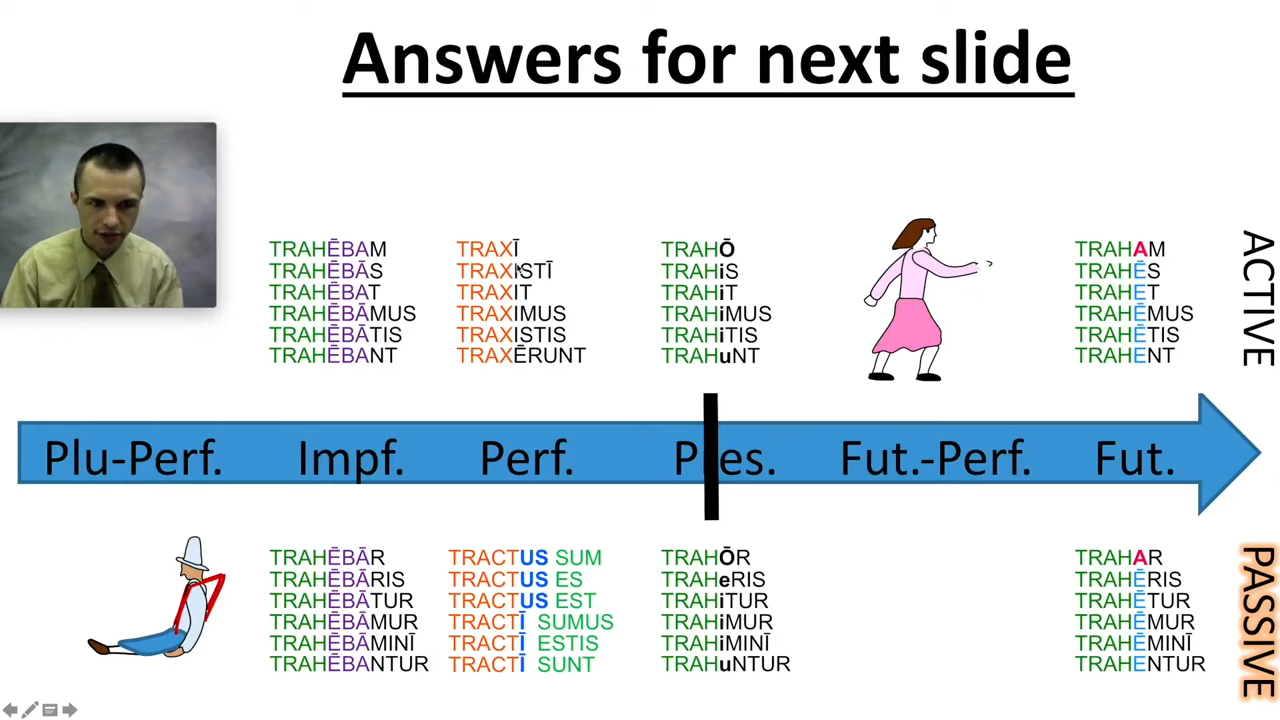 Answers for next slide
TRAHĒBAM
TRAHĒBĀS
TRAHĒBAT
TRAHĒBĀMUS
TRAHĒBĀTIS
TRAHĒBANT
TRAXĪ
TRAXISTĪ
TRAXIT
TRAXIMUS
TRAXISTIS
TRAXĒRUNT
TRAHŌ
TRAHiS
TRAHiT
TRAHiMUS
TRAHiTIS
TRAHuNT
TRAHAM
TRAHĒS
TRAHET
TRAHĒMUS
TRAHĒTIS
TRAHENT
ACTIVE
Plu-Perf. Impf. Perf. Pres. Fut.-Perf. Fut.
TRAHĒBĀR
TRAHĒBĀRIS
TRAHĒBĀTUR
TRAHĒBĀMUR
TRAHĒBĀMINĪ
TRAHĒBANTUR
TRACTUS SUM
TRACTUS ES
TRACTUS EST
TRACTĪ SUMUS
TRACTĪ ESTIS
TRACTĪ SUNT
TRAHŌR
TRAHeRIS
TRAHiTUR
TRAHiMUR
TRAHiMINĪ
TRAHuNTUR
TRAHAR
TRAHĒRIS
TRAHĒTUR
TRAHĒMUR
TRAHĒMINĪ
TRAHENTUR
PASSIVE